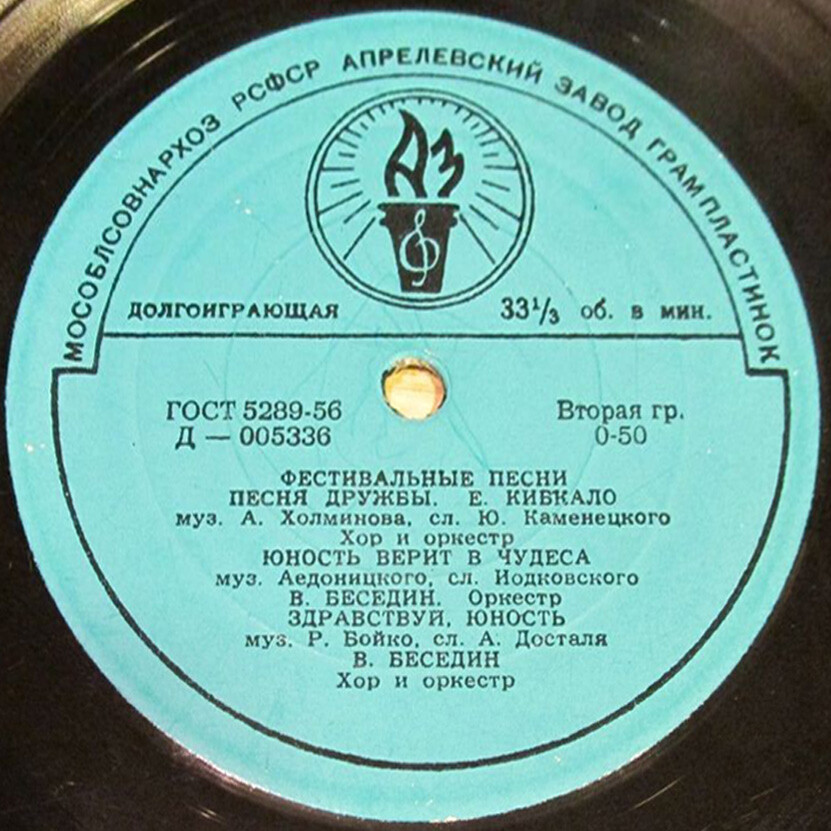 МОСОБЛСОВНАРХОЗ РСФСР АПРЕЛЕВСКИЙ ЗАВОД ГРАМПЛАСТИНОК
АЗ
ДОЛГОИГРАЮЩАЯ 33⅓ об. в мин.
ГОСТ 5289-56 Вторая гр.
Д — 005336 0-50
ФЕСТИВАЛЬНЫЕ ПЕСНИ
ПЕСНЯ ДРУЖБЫ. Е. КИБКАЛО
муз. А. Холминова, сл. Ю. Каменецкого
Хор и оркестр
ЮНОСТЬ ВЕРИТ В ЧУДЕСА
муз. Аедоницкого, сл. Иодковского
В. БЕСЕДИН. Оркестр
ЗДРАВСТВУЙ, ЮНОСТЬ
муз. Р. Бойко, сл. А. Досталя
В. БЕСЕДИН
Хор и оркестр